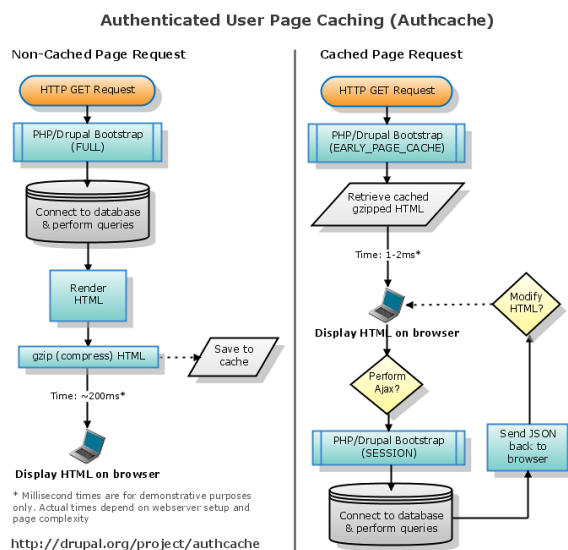 Authenticated User Page Caching (Authcache)
Non-Cached Page Request
HTTP GET Request
PHP/Drupal Bootstrap
(FULL)
Connect to database
& perform queries
Render
HTML
gzip (compress) HTML
Save to
cache
Time: ~200ms*
Display HTML on browser
* Millisecond times are for demonstrative purposes
only. Actual times depend on webserver setup and
page complexity
http://drupal.org/project/authcache
Cached Page Request
HTTP GET Request
PHP/Drupal Bootstrap
(EARLY_PAGE_CACHE)
Retrieve cached
gzipped HTML
Time: 1-2ms*
Modify
HTML?
Display HTML on browser
Perform
Ajax?
PHP/Drupal Bootstrap
(SESSION)
Send JSON
back to
browser
Connect to database
& perform queries